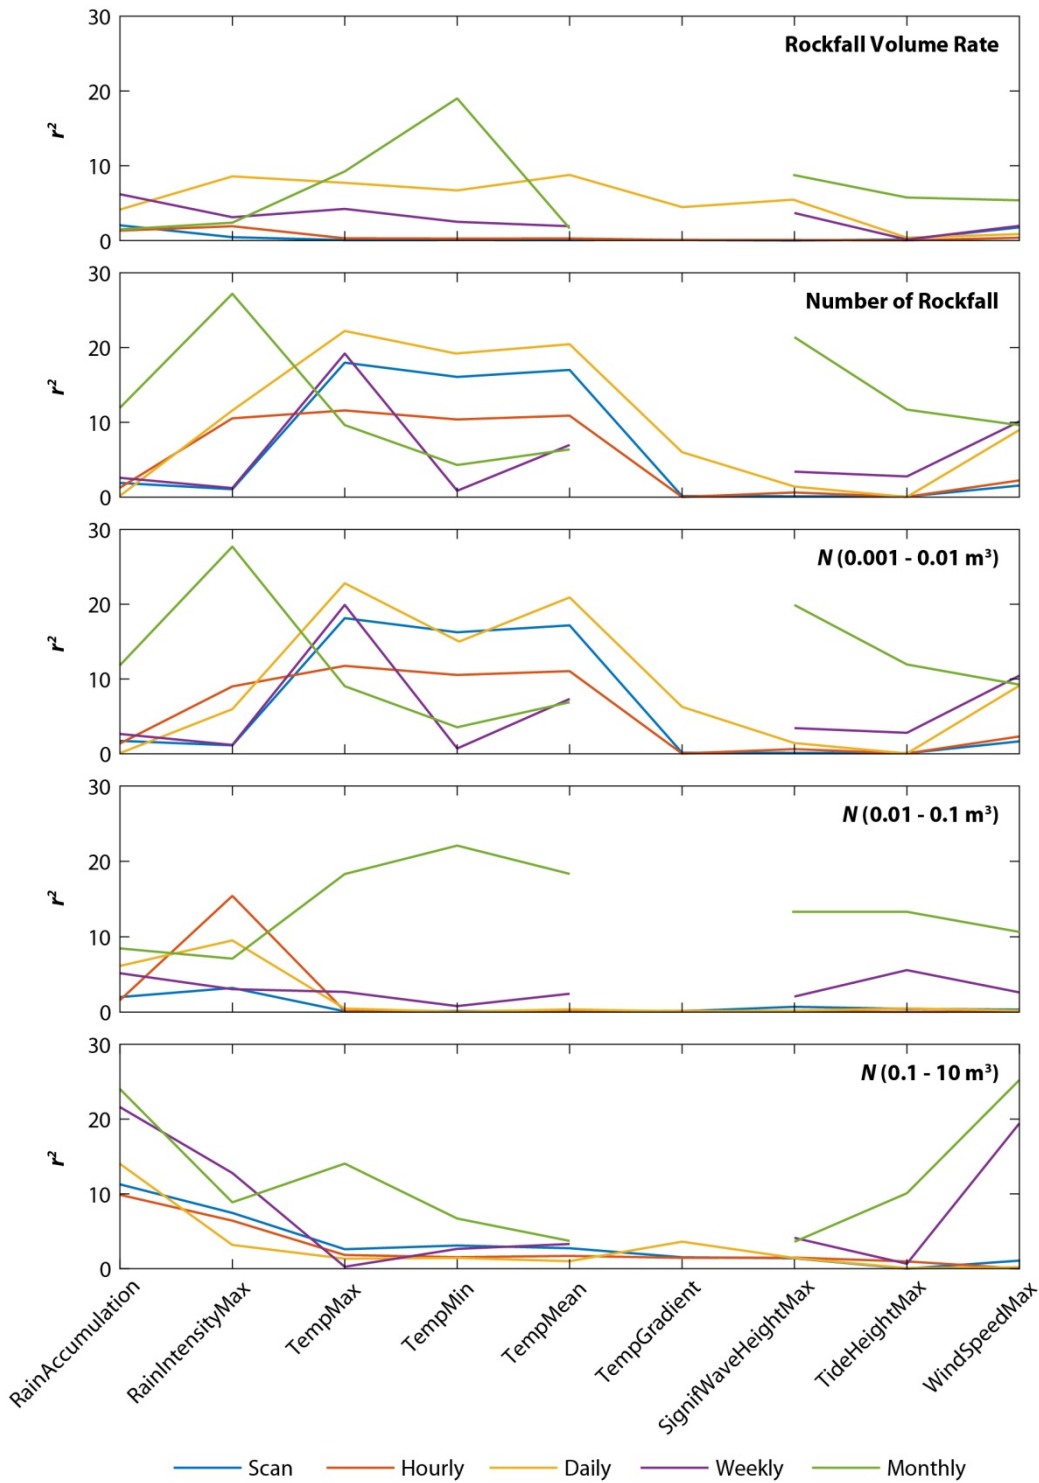 30
Rockfall Volume Rate
20
r²
10
0
30
Number of Rockfall
20
r²
10
0
30
N (0.001 - 0.01 m³)
20
r²
10
0
30
N (0.01 - 0.1 m³)
20
r²
10
0
30
N (0.1 - 10 m³)
20
r²
10
0
RainAccumulation
RainIntensityMax
TempMax
TempMin
TempMean
TempGradient
SignifWaveHeightMax
TideHeightMax
WindSpeedMax
Scan Hourly Daily Weekly Monthly